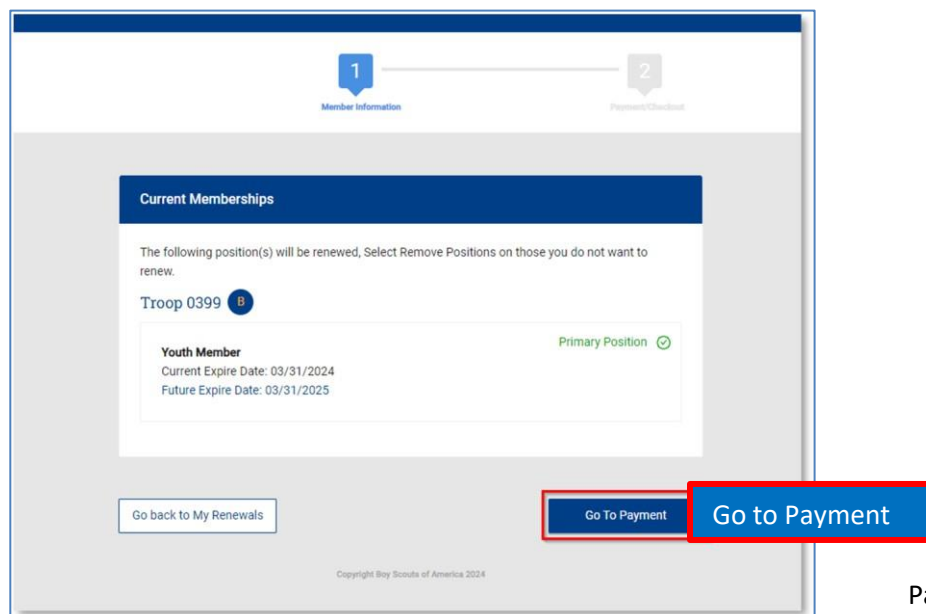 1
2
Member Information
Payment/Checkout
Current Memberships
The following position(s) will be renewed, Select Remove Positions on those you do not want to
renew.
Troop 0399 B
Youth Member
Primary Position
Current Expire Date: 03/31/2024
Future Expire Date: 03/31/2025
Go back to My Renewals
Go To Payment
Go to Payment
Copyright Boy Scouts of America 2024
Pa